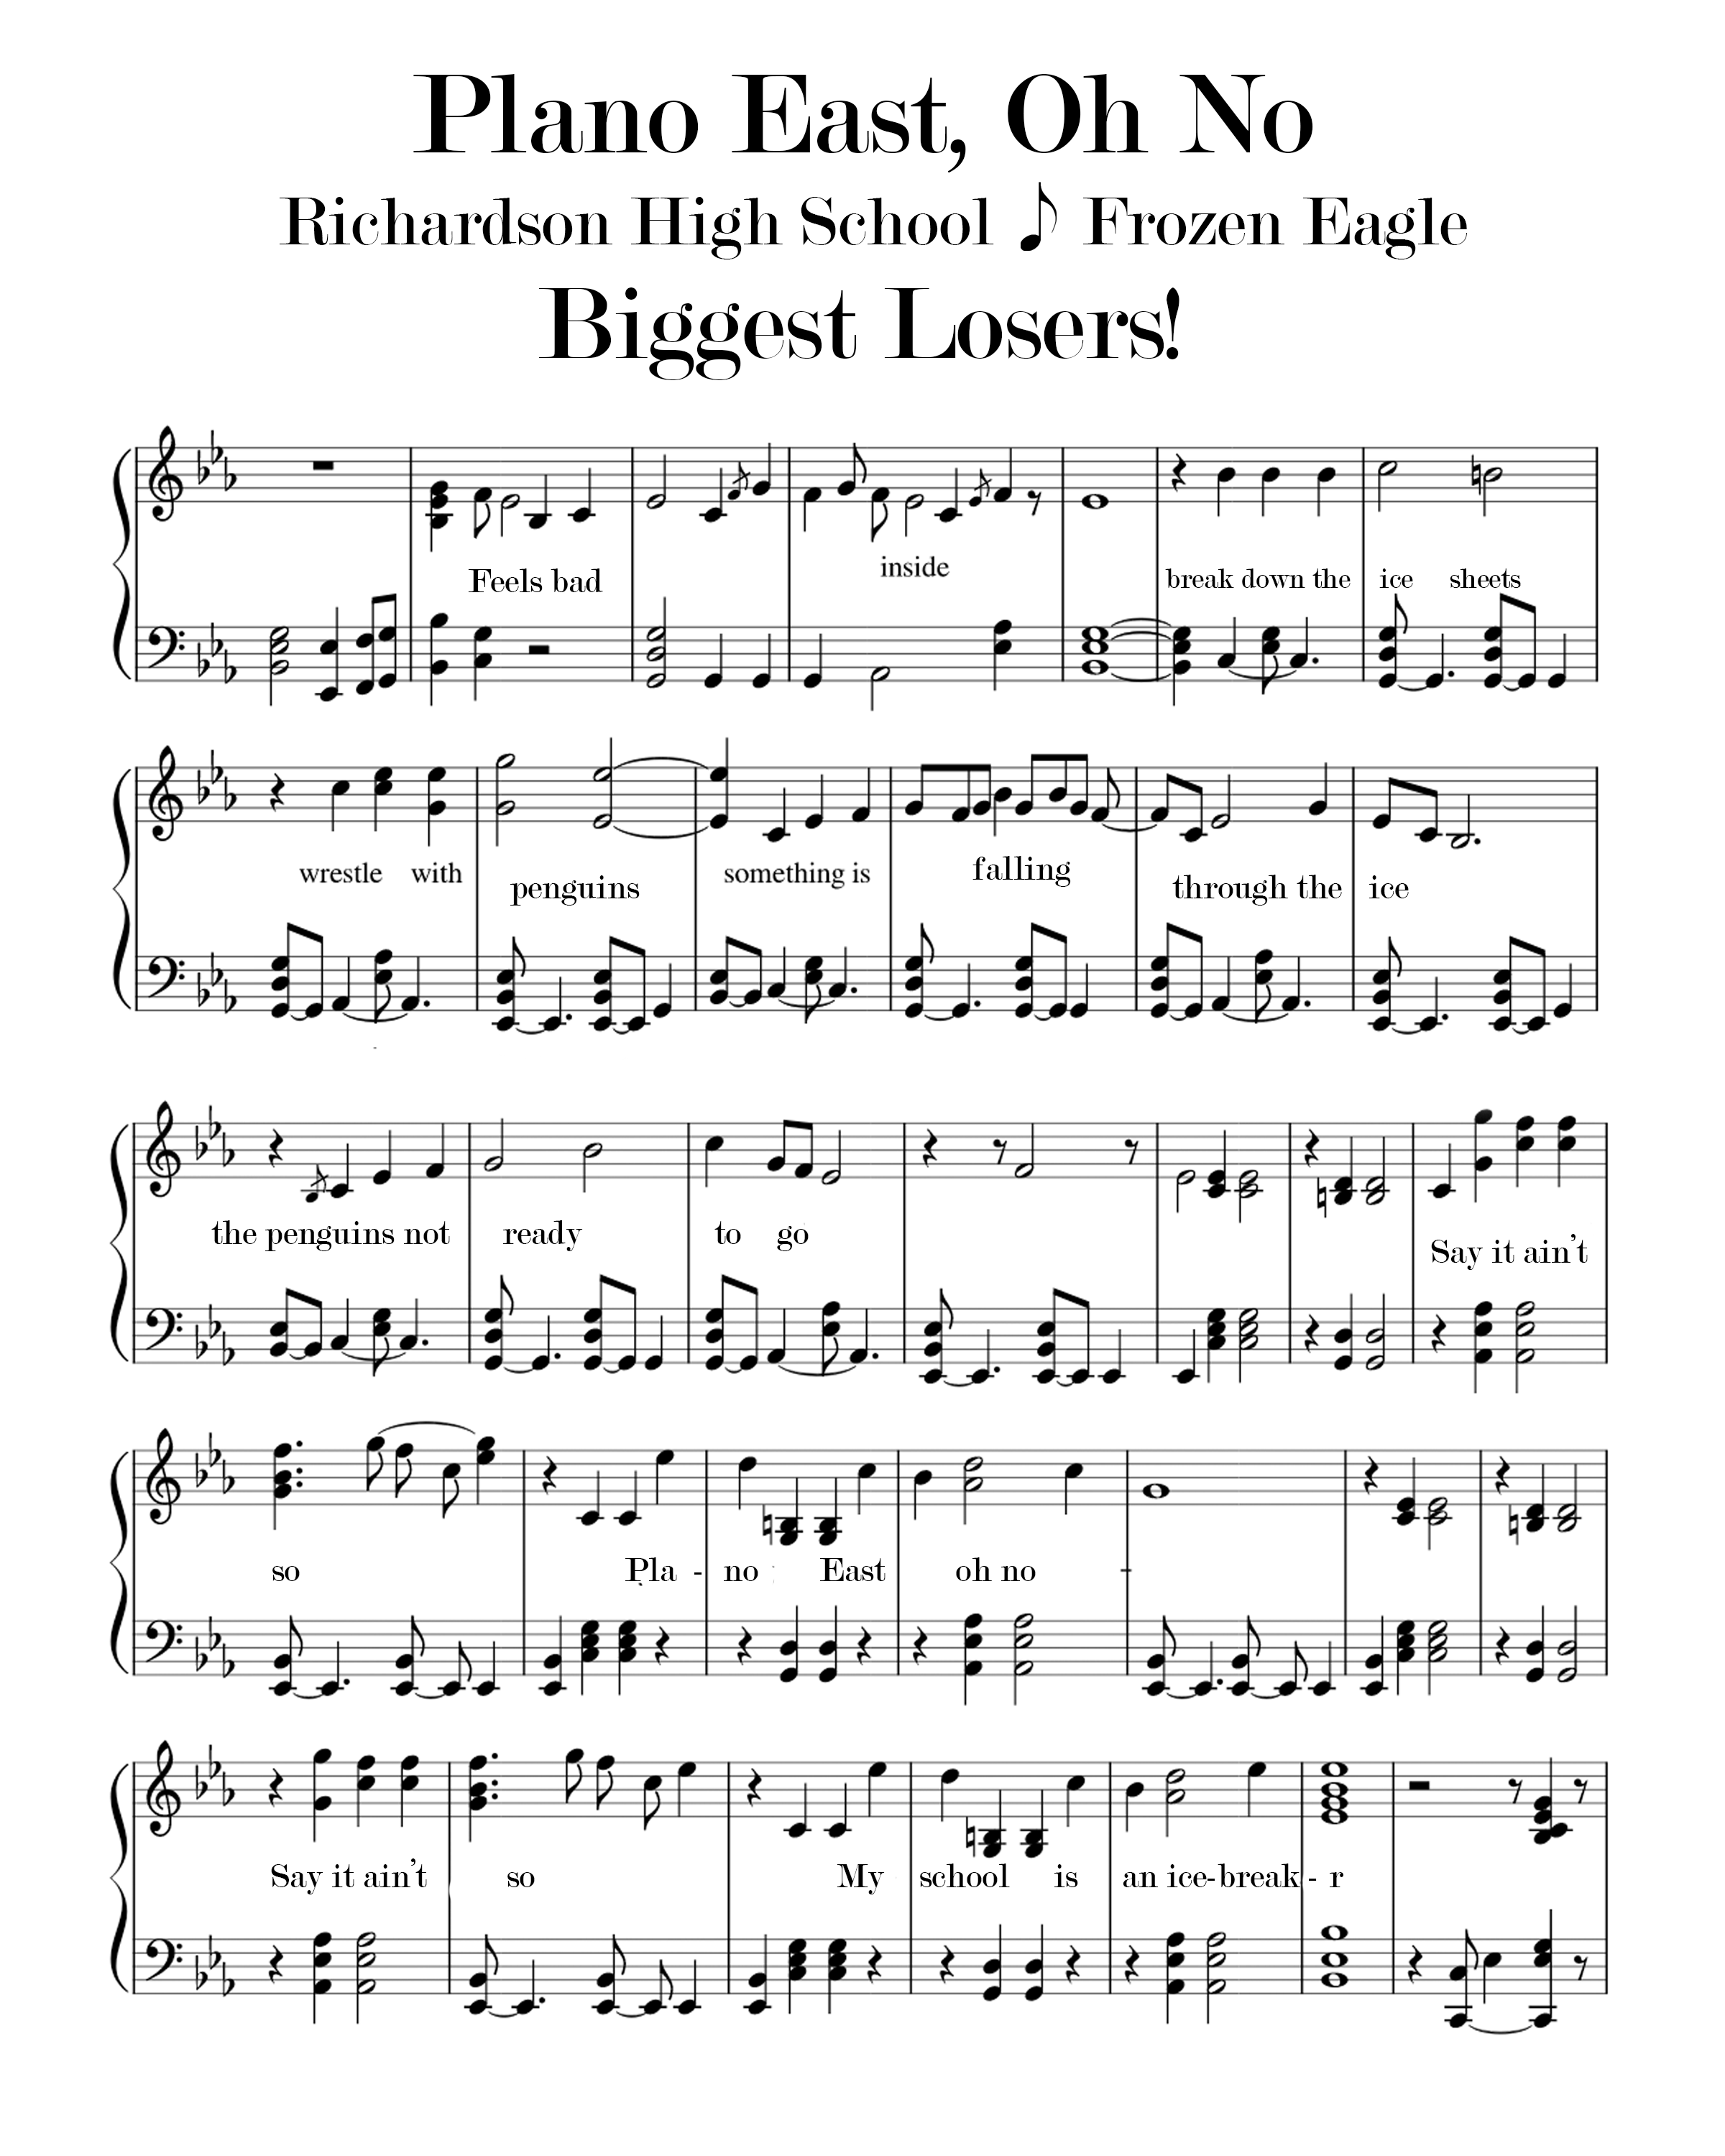 Plano East, Oh No
Richardson High School ♪ Frozen Eagle
Biggest Losers!
Feels bad inside break down the ice sheets
wrestle with penguins something is falling through the ice
the penguins not ready to go Say it ain't
so Pla - no East oh no -
Say it ain't so My school is an ice-break - r